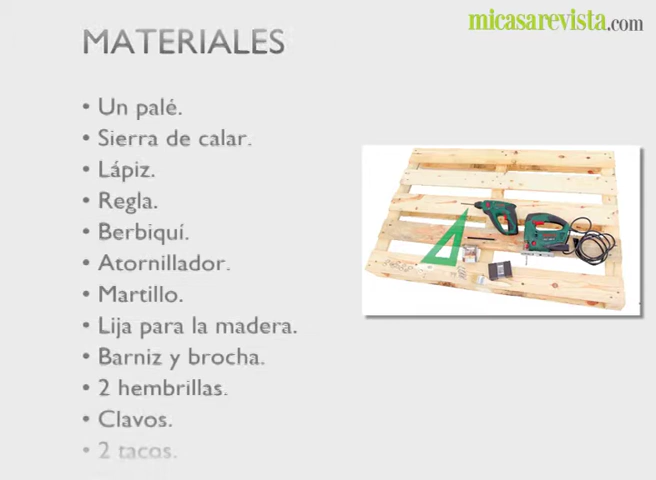 micasarevista.com
MATERIALES
• Un palé.
• Sierra de calar.
• Lápiz.
• Regla.
• Berbiquí.
• Atornillador.
• Martillo.
• Lija para la madera.
• Barniz y brocha.
• 2 hembrillas.
• Clavos.
• 2 tacos.